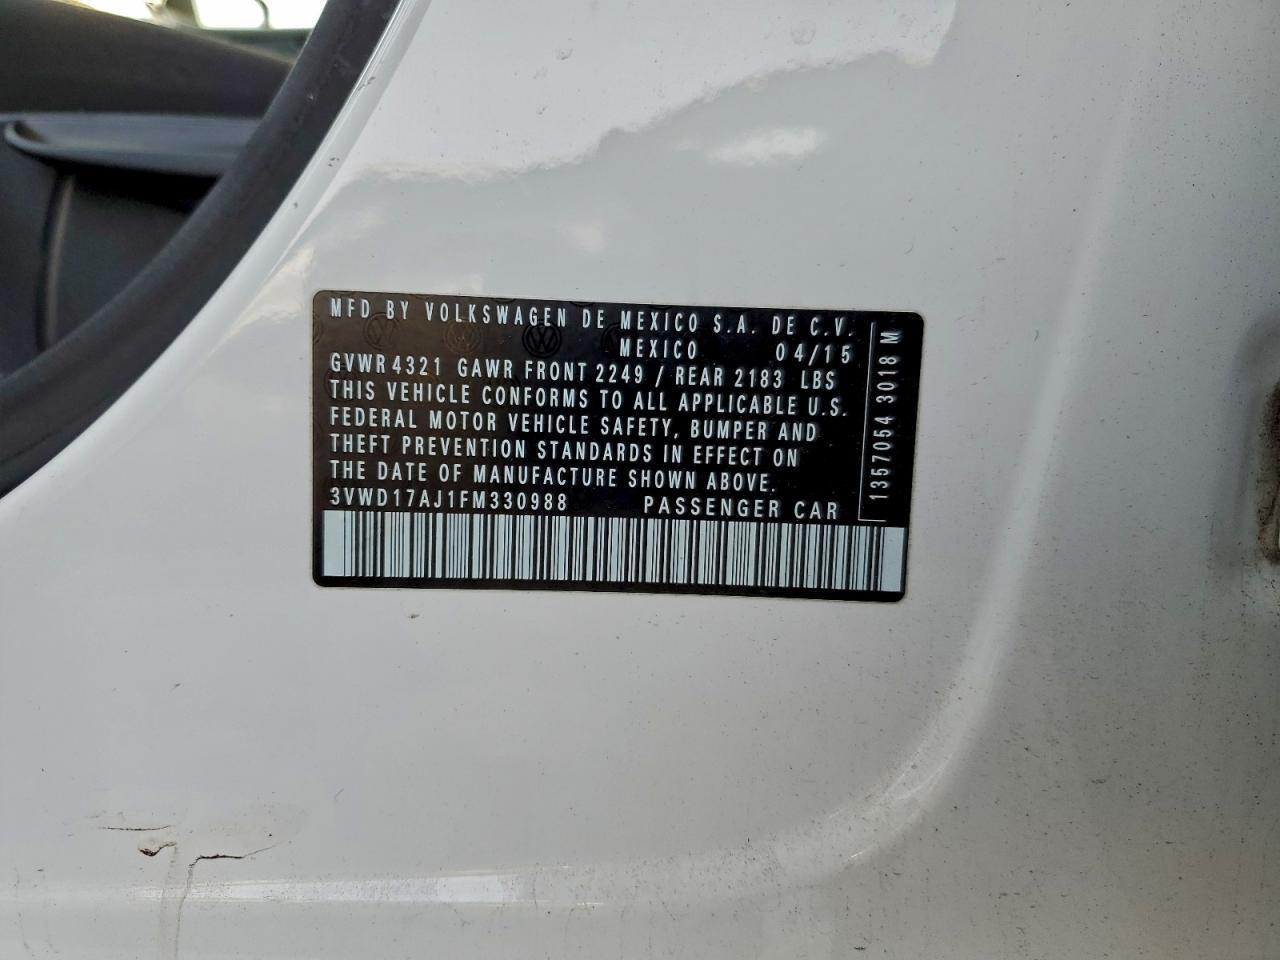 MFD BY VOLKSWAGEN DE MEXICO S.A. DE C.V.
MEXICO 04/15
GVWR 4321 GAWR FRONT 2249 / REAR 2183 LBS
THIS VEHICLE CONFORMS TO ALL APPLICABLE U.S.
FEDERAL MOTOR VEHICLE SAFETY, BUMPER AND
THEFT PREVENTION STANDARDS IN EFFECT ON
THE DATE OF MANUFACTURE SHOWN ABOVE.
3VWD17AJ1FM330988 PASSENGER CAR
1357054 3018 M